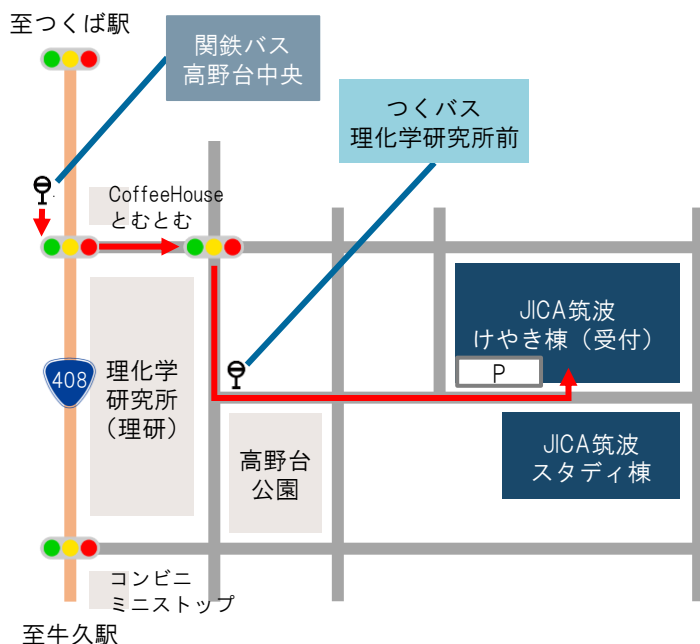 至つくば駅
関鉄バス
高野台中央
つくバス
理化学研究所前
CoffeeHouse
とむとむ
JICA筑波
けやき棟（受付）
P
408
理化学
研究所
（理研）
高野台
公園
JICA筑波
スタディ棟
コンビニ
ミニストップ
至牛久駅